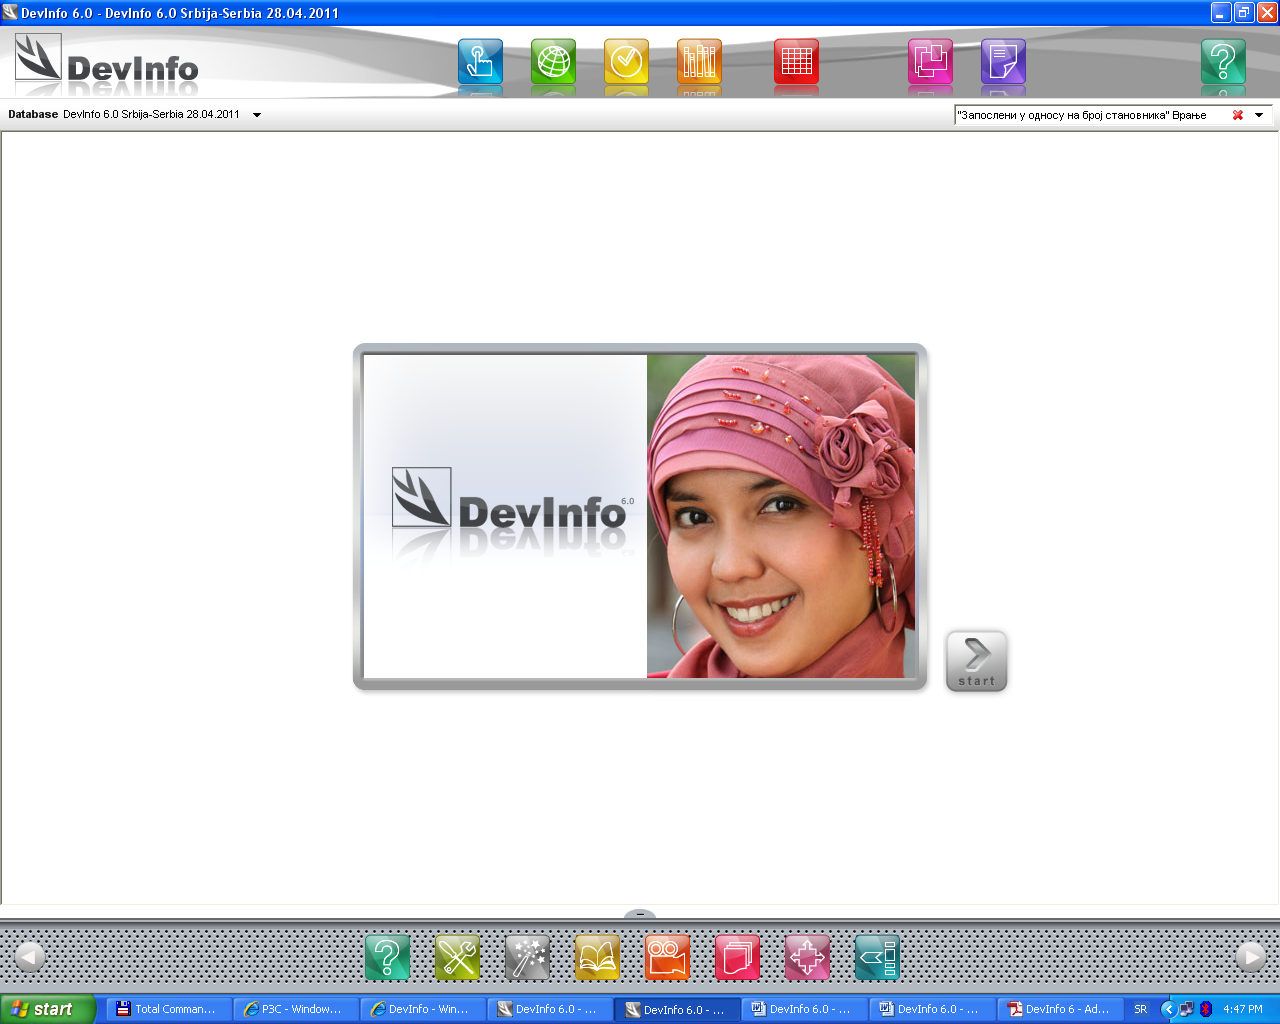 DevInfo 6.0 - DevInfo 6.0 Srbija-Serbia 28.04.2011
DevInfo
Database DevInfo 6.0 Srbija-Serbia 28.04.2011
"Запослени у односу на број становника" Врање
DevInfo 6.0
start
start
Total Comman...
РЗС - Window...
DevInfo - Win...
DevInfo 6.0 - ...
DevInfo 6.0 - ...
DevInfo 6.0 - ...
DevInfo 6.0 - ...
DevInfo 6 - Ad...
SR
4:47 PM